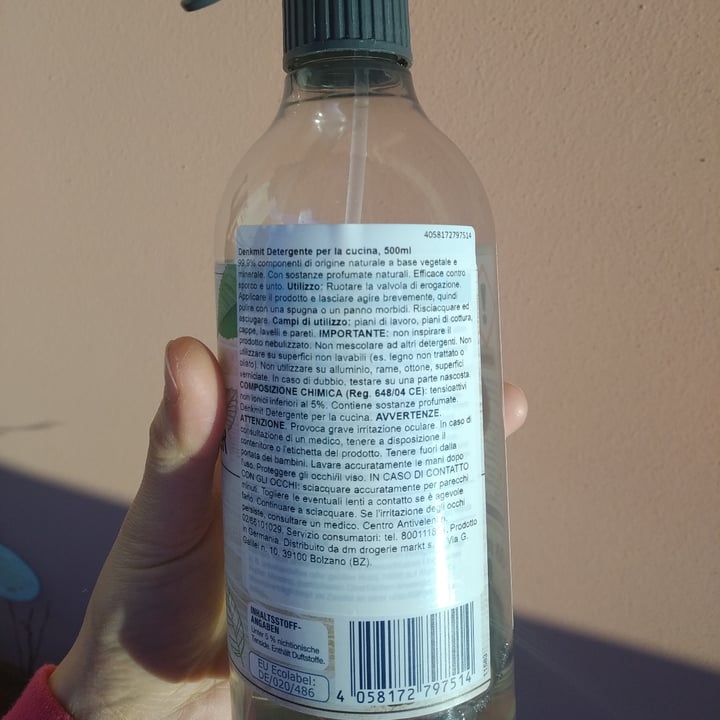 4058172797514
Denkmit Detergente per la cucina, 500ml
99,9% componenti di origine naturale a base vegetale e
minerale. Con sostanze profumate naturali. Efficace contro
sporco e unto. Utilizzo: Ruotare la valvola di erogazione.
Applicare il prodotto e lasciare agire brevemente, quindi
pulire con una spugna o un panno morbidi. Risciacquare ed
asciugare. Campi di utilizzo: piani di lavoro, piani di cottura,
cappe, lavelli e pareti. IMPORTANTE: non inspirare il
prodotto nebulizzato. Non mescolare ad altri detergenti. Non
utilizzare su superfici non lavabili (es. legno non trattato o
oliato). Non utilizzare su alluminio, rame, ottone, superfici
verniciate. In caso di dubbio, testare su una parte nascosta.
COMPOSIZIONE CHIMICA (Reg. 648/04 CE): tensioattivi
non ionici inferiori al 5%. Contiene sostanze profumate.
Denkmit Detergente per la cucina. AVVERTENZE.
ATTENZIONE. Provoca grave irritazione oculare. In caso di
consultazione di un medico, tenere a disposizione il
contenitore o l'etichetta del prodotto. Tenere fuori dalla
portata dei bambini. Lavare accuratamente le mani dopo
l'uso. Proteggere gli occhi/il viso. IN CASO DI CONTATTO
CON GLI OCCHI: sciacquare accuratamente per parecchi
minuti. Togliere le eventuali lenti a contatto se è agevole
farlo. Continuare a sciacquare. Se l'irritazione degli occhi
persiste, consultare un medico. Centro Antiveleni
02/66101029. Servizio consumatori: tel. Prodotto
in Germania. Distribuito da dm drogerie markt Via G.
Galilei n. 10, 39100 Bolzano (BZ).
INHALTSSTOFF-
ANGABEN
Unter 5 % nichtionische
Tenside. Enthält Duftstoffe.
EU Ecolabel:
DE/020/486
4 058172 797514